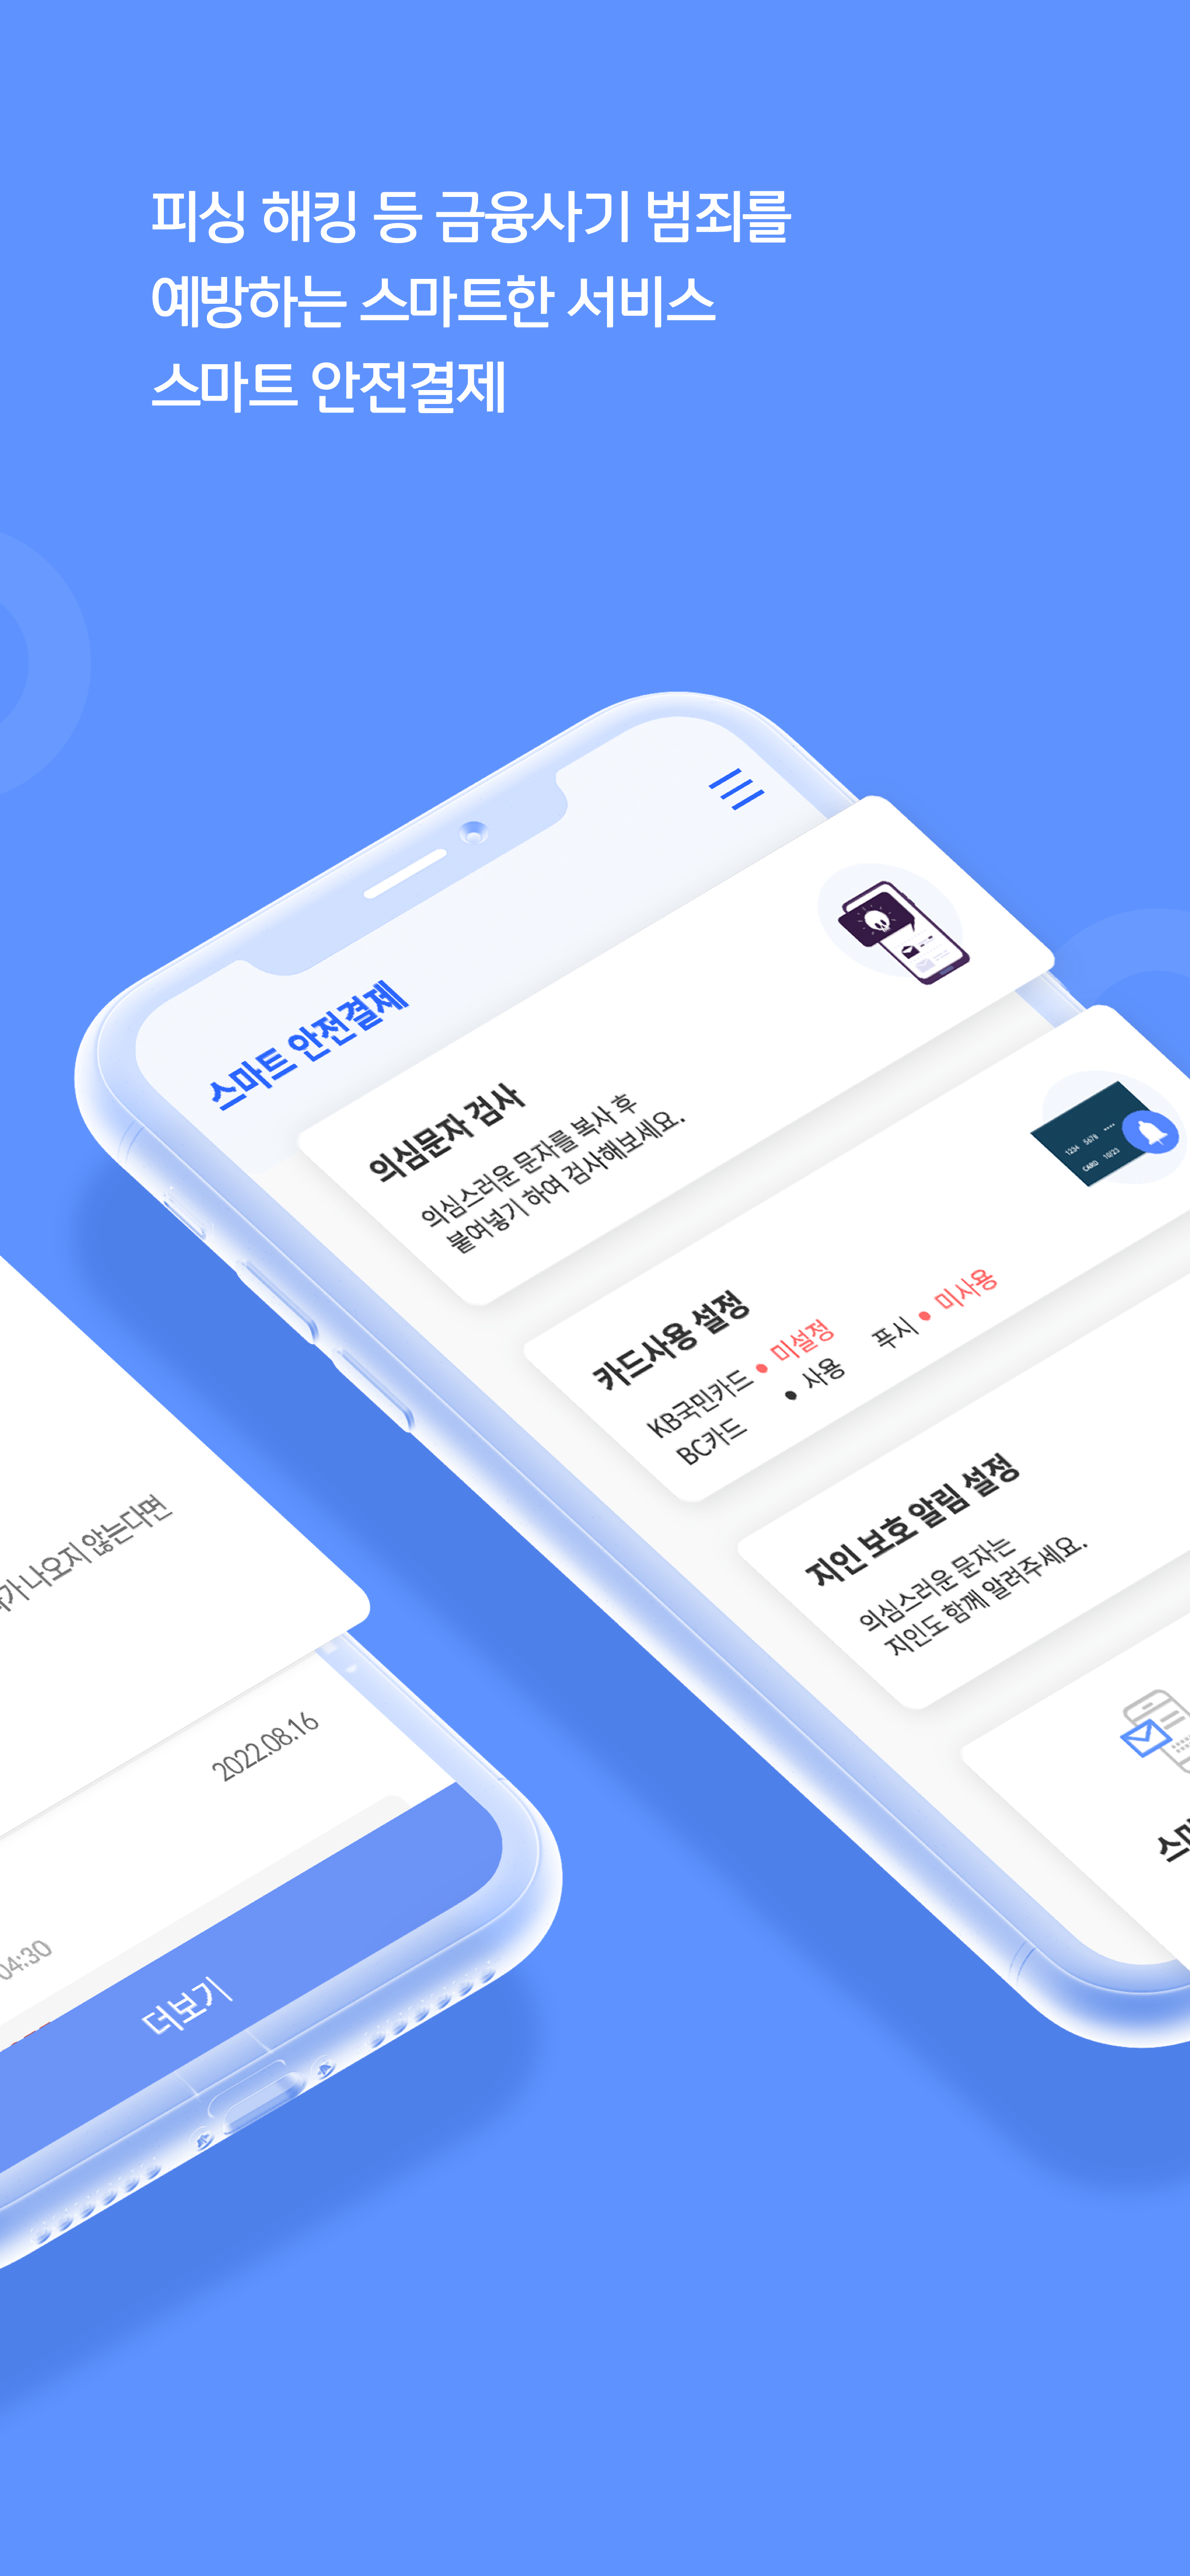 피싱 해킹 등 금융사기 범죄를
예방하는 스마트한 서비스
스마트 안전결제
스마트 안전결제
의심문자 검사
의심스러운 문자를 복사 후
붙여넣기 하여 검사해보세요.
1234 5678 ****
CARD 10/23
카드사용 설정
KB국민카드 • 미설정 푸시 • 미사용
BC카드 • 사용
지인 보호 알림 설정
의심스러운 문자는
지인도 함께 알려주세요.
나오지 않는다면
2022.08.16
04:30
더보기